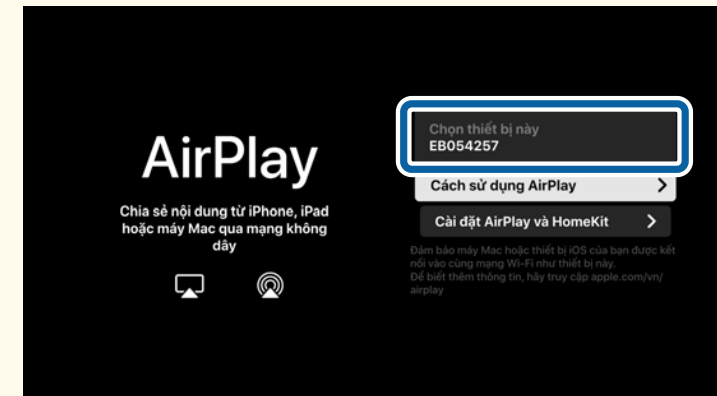 AirPlay
Chia sẻ nội dung từ iPhone, iPad
hoặc máy Mac qua mạng không
dây
Chọn thiết bị này
EB054257
Cách sử dụng AirPlay
Cài đặt AirPlay và HomeKit
Đảm bảo máy Mac hoặc thiết bị iOS của bạn được kết
nối vào cùng mạng Wi-Fi như thiết bị này.
Để biết thêm thông tin, hãy truy cập apple.com/vn/
airplay